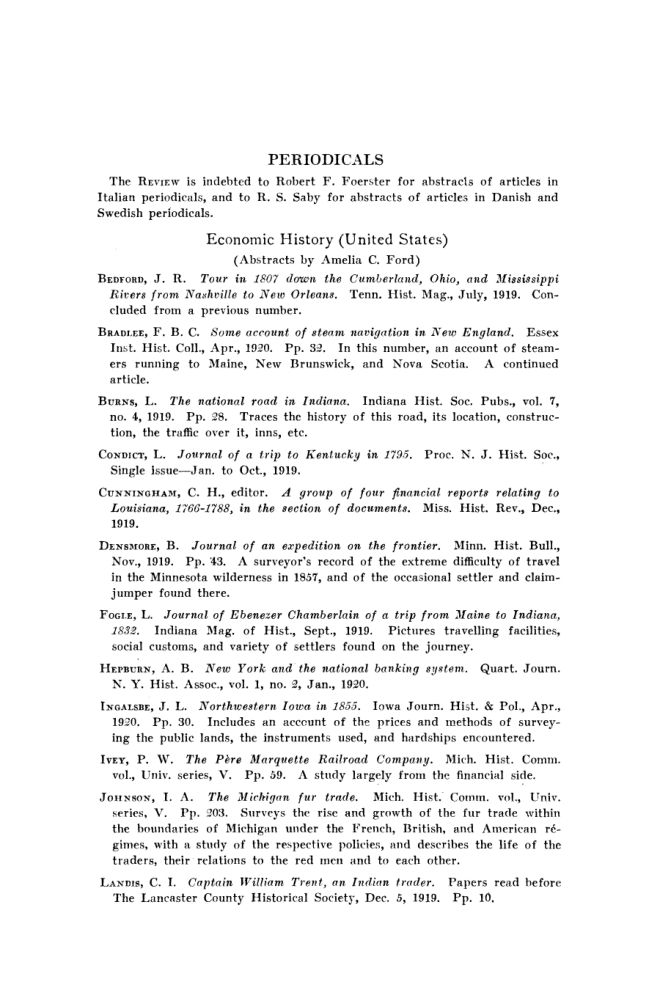 PERIODICALS
The Review is indebted to Robert F. Foerster for abstracts of articles in
Italian periodicals, and to R. S. Saby for abstracts of articles in Danish and
Swedish periodicals.
Economic History (United States)
(Abstracts by Amelia C. Ford)
Bedford, J. R. Tour in 1807 down the Cumberland, Ohio, and Mississippi
Rivers from Nashville to New Orleans. Tenn. Hist. Mag., July, 1919. Con-
cluded from a previous number.
Bradlee, F. B. C. Some account of steam navigation in New England. Essex
Inst. Hist. Coll., Apr., 1920. Pp. 32. In this number, an account of steam-
ers running to Maine, New Brunswick, and Nova Scotia. A continued
article.
Burns, L. The national road in Indiana. Indiana Hist. Soc. Pubs., vol. 7,
no. 4, 1919. Pp. 28. Traces the history of this road, its location, construc-
tion, the traffic over it, inns, etc.
Condict, L. Journal of a trip to Kentucky in 1795. Proc. N. J. Hist. Soc.,
Single issue—Jan. to Oct., 1919.
Cunningham, C. H., editor. A group of four financial reports relating to
Louisiana, 1766-1788, in the section of documents. Miss. Hist. Rev., Dec.,
1919.
Densmore, B. Journal of an expedition on the frontier. Minn. Hist. Bull.,
Nov., 1919. Pp. 43. A surveyor's record of the extreme difficulty of travel
in the Minnesota wilderness in 1857, and of the occasional settler and claim-
jumper found there.
Fogle, L. Journal of Ebenezer Chamberlain of a trip from Maine to Indiana,
1832. Indiana Mag. of Hist., Sept., 1919. Pictures travelling facilities,
social customs, and variety of settlers found on the journey.
Hepburn, A. B. New York and the national banking system. Quart. Journ.
N. Y. Hist. Assoc., vol. 1, no. 2, Jan., 1920.
Ingalsbe, J. L. Northwestern Iowa in 1855. Iowa Journ. Hist. & Pol., Apr.,
1920. Pp. 30. Includes an account of the prices and methods of survey-
ing the public lands, the instruments used, and hardships encountered.
Ivey, P. W. The Père Marquette Railroad Company. Mich. Hist. Comm.
vol., Univ. series, V. Pp. 59. A study largely from the financial side.
Johnson, I. A. The Michigan fur trade. Mich. Hist. Comm. vol., Univ.
series, V. Pp. 203. Surveys the rise and growth of the fur trade within
the boundaries of Michigan under the French, British, and American ré-
gimes, with a study of the respective policies, and describes the life of the
traders, their relations to the red men and to each other.
Landis, C. I. Captain William Trent, an Indian trader. Papers read before
The Lancaster County Historical Society, Dec. 5, 1919. Pp. 10.